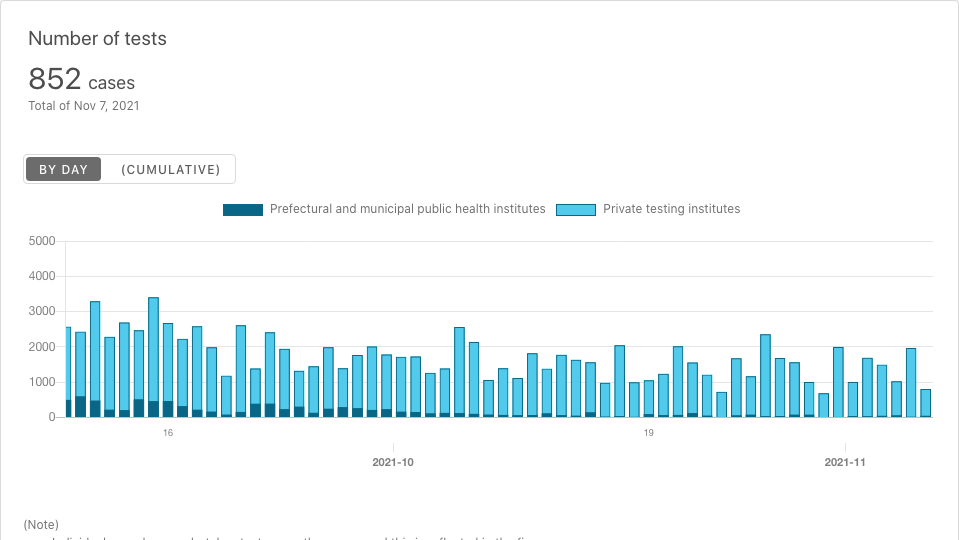 Number of tests
852 cases
Total of Nov 7, 2021
BY DAY (CUMULATIVE)
Prefectural and municipal public health institutes Private testing institutes
5000
4000
3000
2000
1000
0
16 19
2021-10 2021-11
(Note)